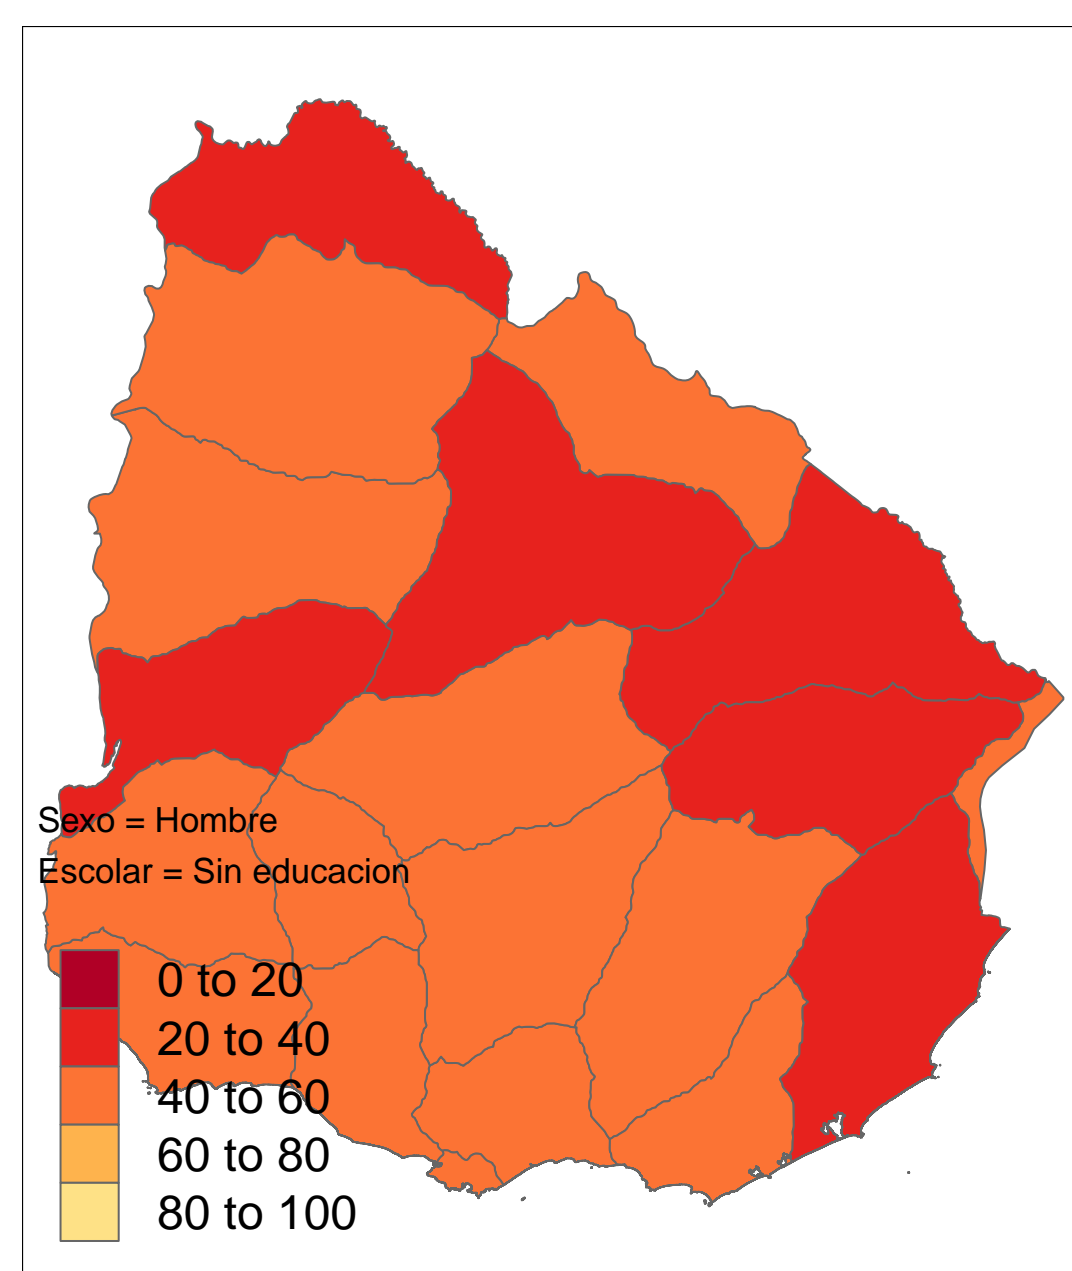 Sexo = Hombre
Escolar = Sin educacion
0 to 20
20 to 40
40 to 60
60 to 80
80 to 100